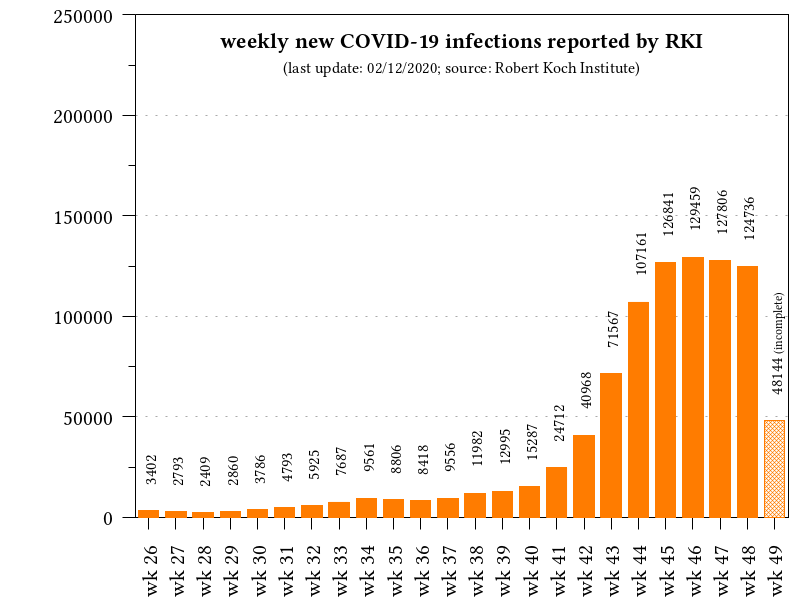 weekly new COVID-19 infections reported by RKI
(last update: 02/12/2020; source: Robert Koch Institute)
250000
200000
150000
100000
50000
0
3402
2793
2409
2860
3786
4793
5925
7687
9561
8806
8418
9556
11982
12995
15287
24712
40968
71567
107161
126841
129459
127806
124736
48144 (incomplete)
wk 26
wk 27
wk 28
wk 29
wk 30
wk 31
wk 32
wk 33
wk 34
wk 35
wk 36
wk 37
wk 38
wk 39
wk 40
wk 41
wk 42
wk 43
wk 44
wk 45
wk 46
wk 47
wk 48
wk 49